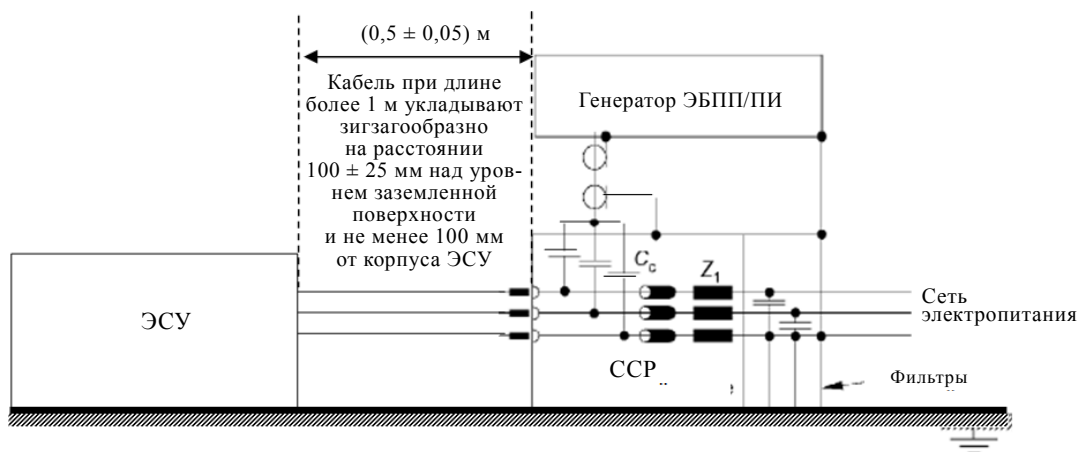 (0,5 ± 0,05) м
Кабель при длине
более 1 м укладывают
зигзагообразно
на расстоянии
100 ± 25 мм над уров-
нем заземленной
поверхности
и не менее 100 мм
от корпуса ЭСУ
Генератор ЭБПП/ПИ
Cc
Z1
ЭСУ
ССР
Сеть
электропитания
Фильтры